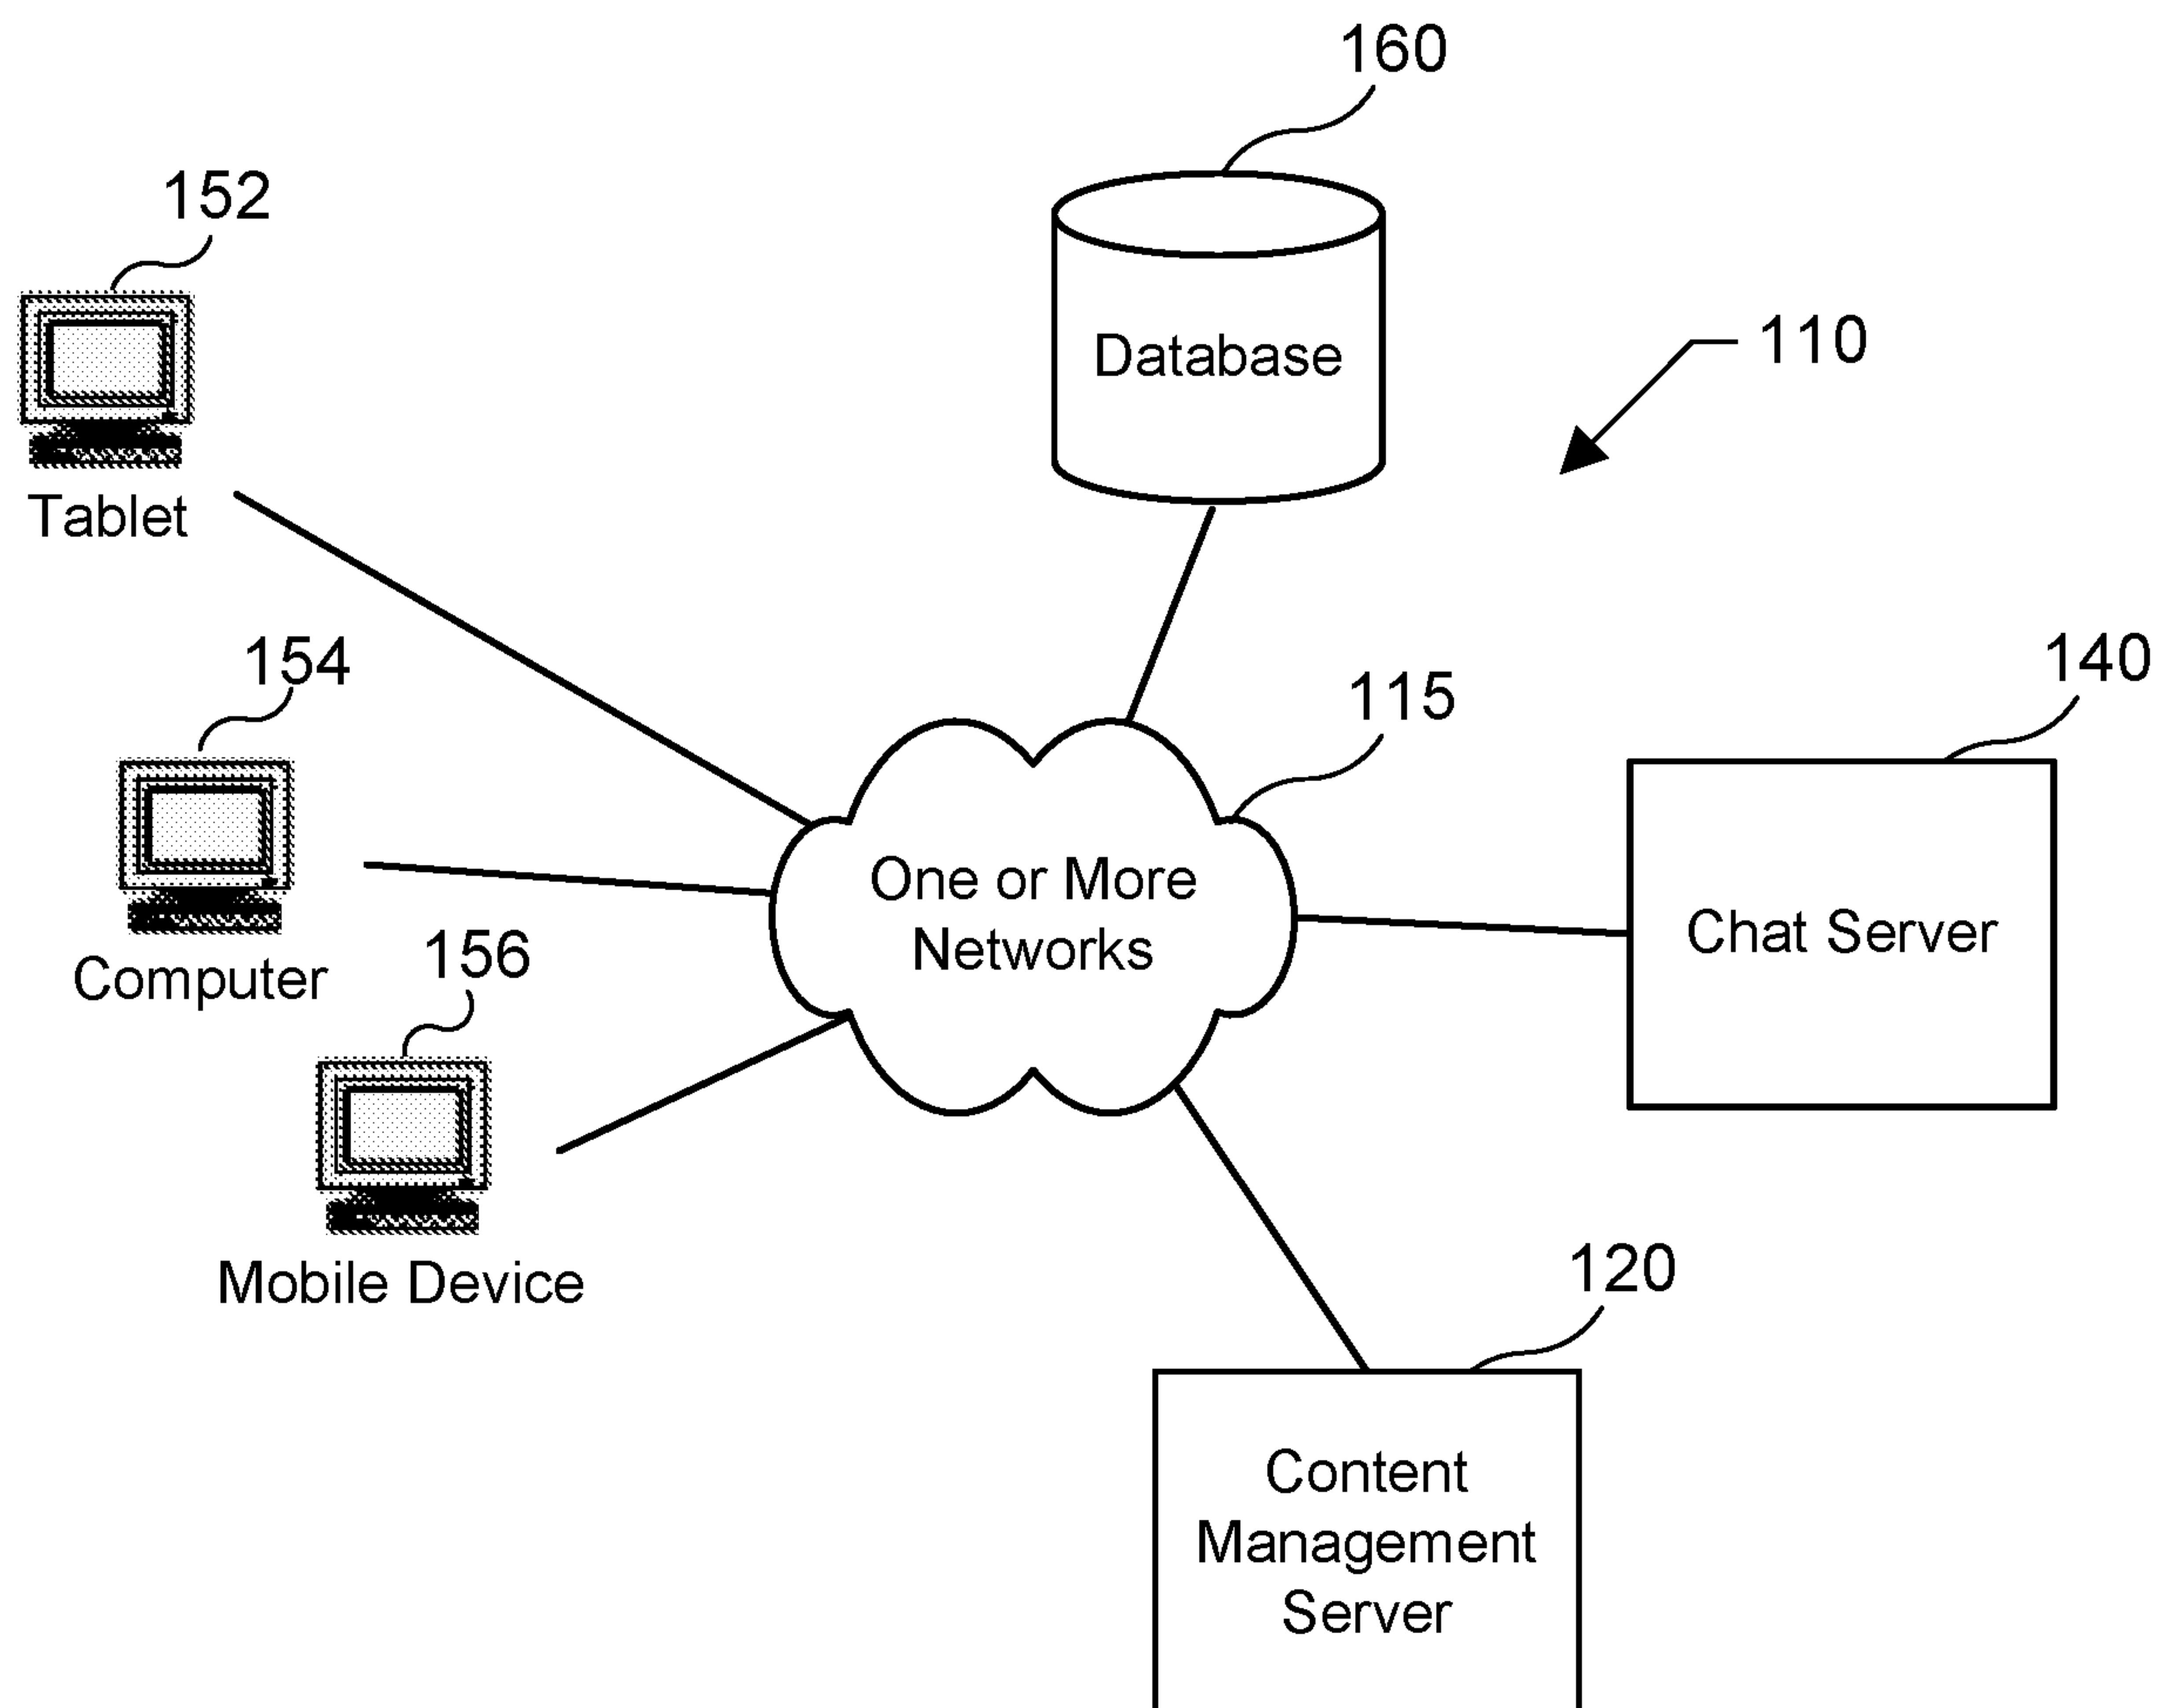 160
152
Database
110
Tablet
154
115
140
One or More
Networks
Chat Server
Computer
156
Mobile Device
120
Content
Management
Server